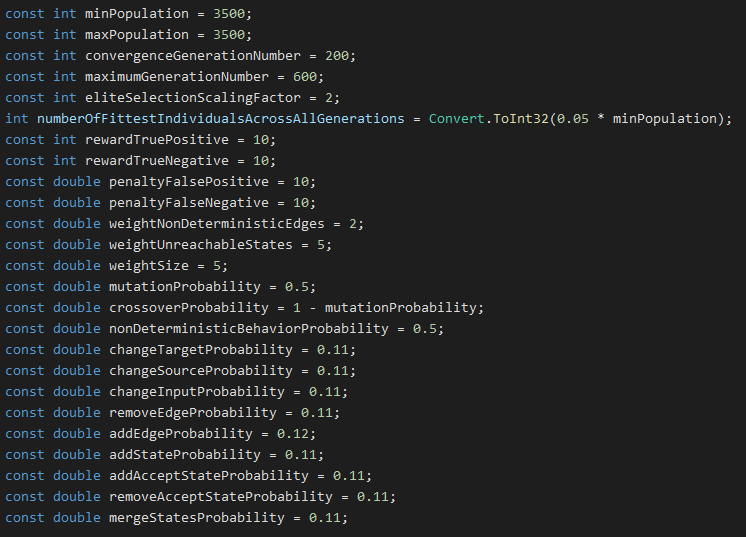 const int minPopulation = 3500;
const int maxPopulation = 3500;
const int convergenceGenerationNumber = 200;
const int maximumGenerationNumber = 600;
const int eliteSelectionScalingFactor = 2;
int numberOfFittestIndividualsAcrossAllGenerations = Convert.ToInt32(0.05 * minPopulation);
const int rewardTruePositive = 10;
const int rewardTrueNegative = 10;
const double penaltyFalsePositive = 10;
const double penaltyFalseNegative = 10;
const double weightNonDeterministicEdges = 2;
const double weightUnreachableStates = 5;
const double weightSize = 5;
const double mutationProbability = 0.5;
const double crossoverProbability = 1 - mutationProbability;
const double nonDeterministicBehaviorProbability = 0.5;
const double changeTargetProbability = 0.11;
const double changeSourceProbability = 0.11;
const double changeInputProbability = 0.11;
const double removeEdgeProbability = 0.11;
const double addEdgeProbability = 0.12;
const double addStateProbability = 0.11;
const double addAcceptStateProbability = 0.11;
const double removeAcceptStateProbability = 0.11;
const double mergeStatesProbability = 0.11;